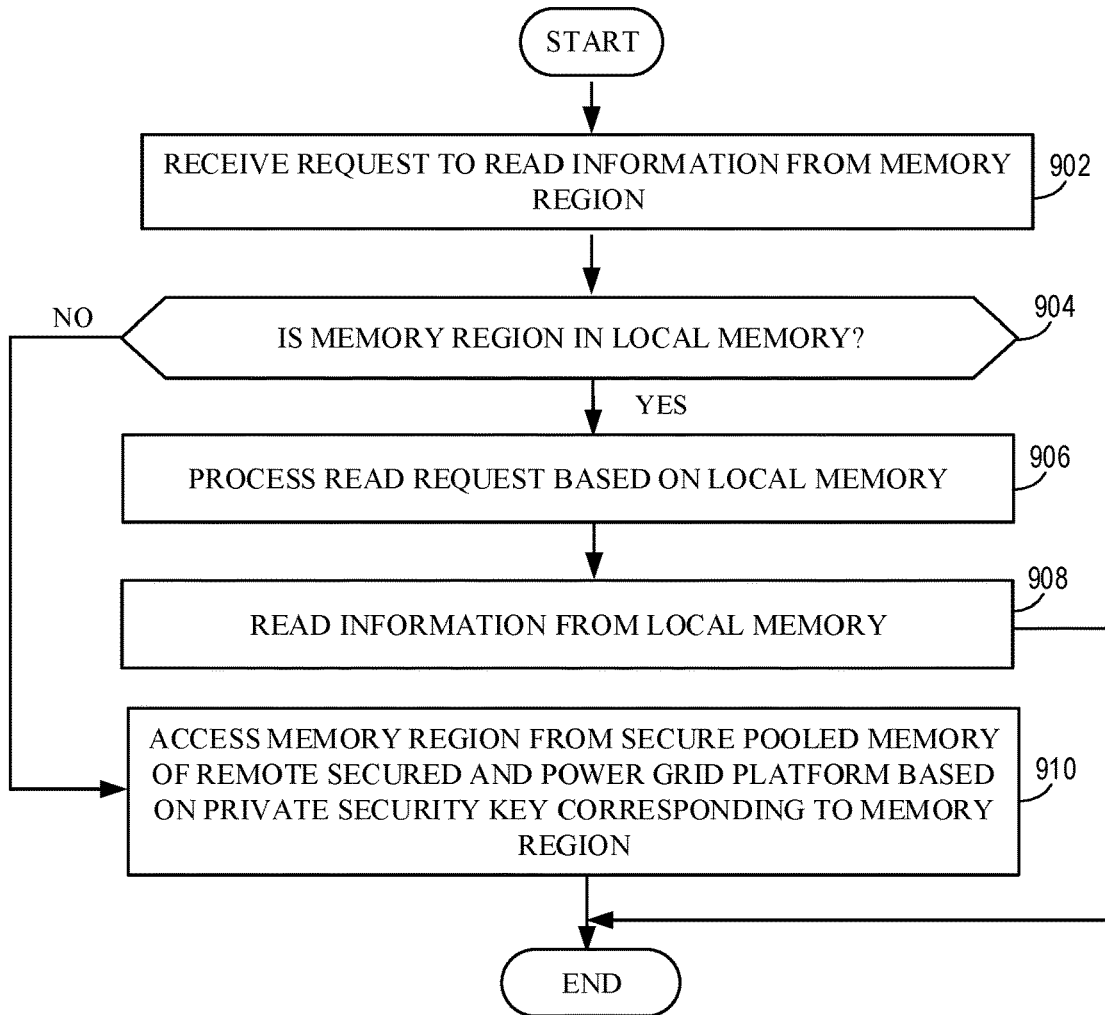 START
RECEIVE REQUEST TO READ INFORMATION FROM MEMORY
REGION
902
NO
IS MEMORY REGION IN LOCAL MEMORY?
904
YES
PROCESS READ REQUEST BASED ON LOCAL MEMORY
906
READ INFORMATION FROM LOCAL MEMORY
908
ACCESS MEMORY REGION FROM SECURE POOLED MEMORY
OF REMOTE SECURED AND POWER GRID PLATFORM BASED
ON PRIVATE SECURITY KEY CORRESPONDING TO MEMORY
REGION
910
END